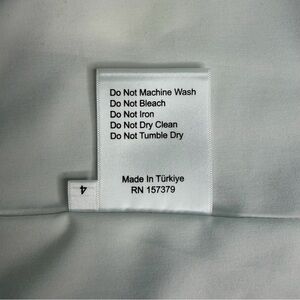 Do Not Machine Wash
Do Not Bleach
Do Not Iron
Do Not Dry Clean
Do Not Tumble Dry
Made In Türkiye
RN 157379
4